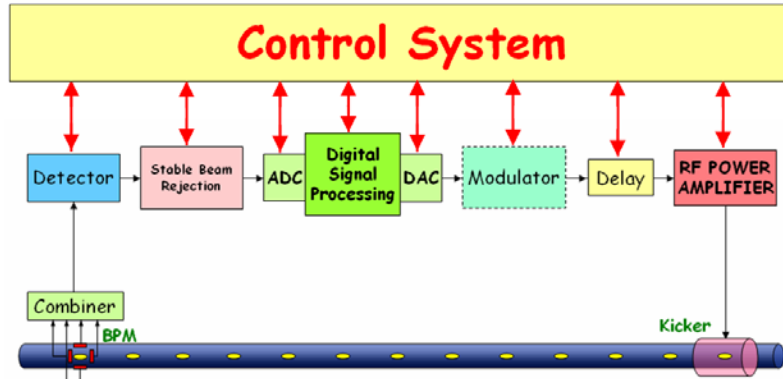 Control System
Detector
Stable Beam
Rejection
ADC
Digital
Signal
Processing
DAC
Modulator
Delay
RF POWER
AMPLIFIER
Combiner
BPM
Kicker